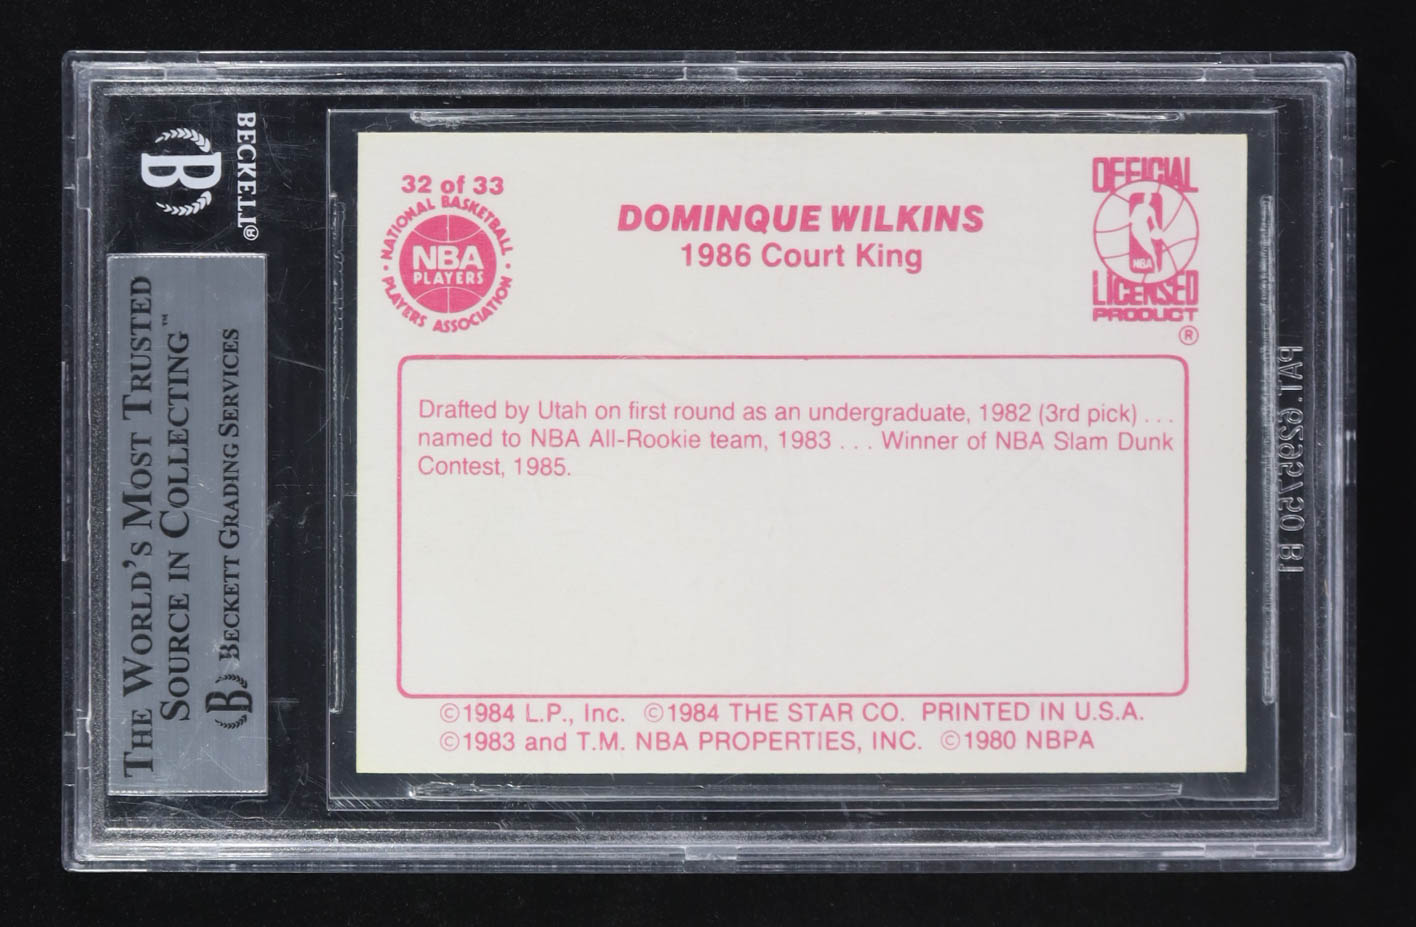 BECKETT®
B
THE WORLD'S MOST TRUSTED
SOURCE IN COLLECTING™
B BECKETT GRADING SERVICES
32 of 33
NATIONAL BASKETBALL
NBA
PLAYERS
PLAYERS ASSOCIATION
DOMINQUE WILKINS
1986 Court King
OFFICIAL
NBA
LICENSED
PRODUCT
®
Drafted by Utah on first round as an undergraduate, 1982 (3rd pick) . . .
named to NBA All-Rookie team, 1983 . . . Winner of NBA Slam Dunk
Contest, 1985.
©1984 L.P., Inc. ©1984 THE STAR CO. PRINTED IN U.S.A.
©1983 and T.M. NBA PROPERTIES, INC. ©1980 NBPA
PAT.6295750 B1